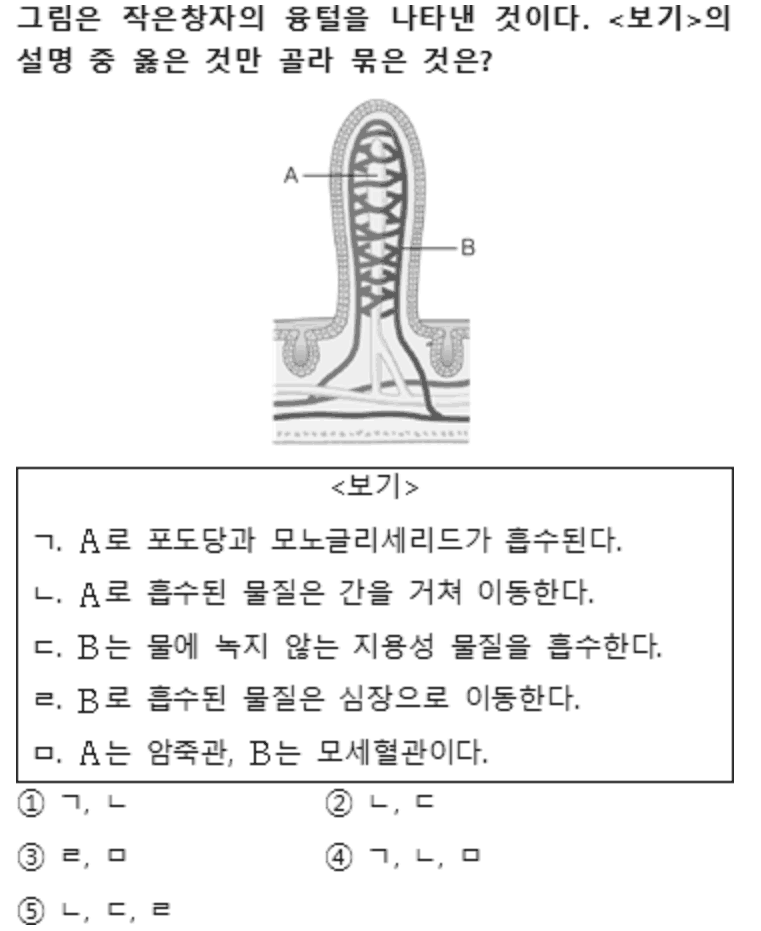 그림은 작은창자의 융털을 나타낸 것이다. <보기>의
설명 중 옳은 것만 골라 묶은 것은?
A
B
<보기>
ㄱ. A로 포도당과 모노글리세리드가 흡수된다.
ㄴ. A로 흡수된 물질은 간을 거쳐 이동한다.
ㄷ. B는 물에 녹지 않는 지용성 물질을 흡수한다.
ㄹ. B로 흡수된 물질은 심장으로 이동한다.
ㅁ. A는 암죽관, B는 모세혈관이다.
① ㄱ, ㄴ ② ㄴ, ㄷ
③ ㄹ, ㅁ ④ ㄱ, ㄴ, ㅁ
⑤ ㄴ, ㄷ, ㄹ